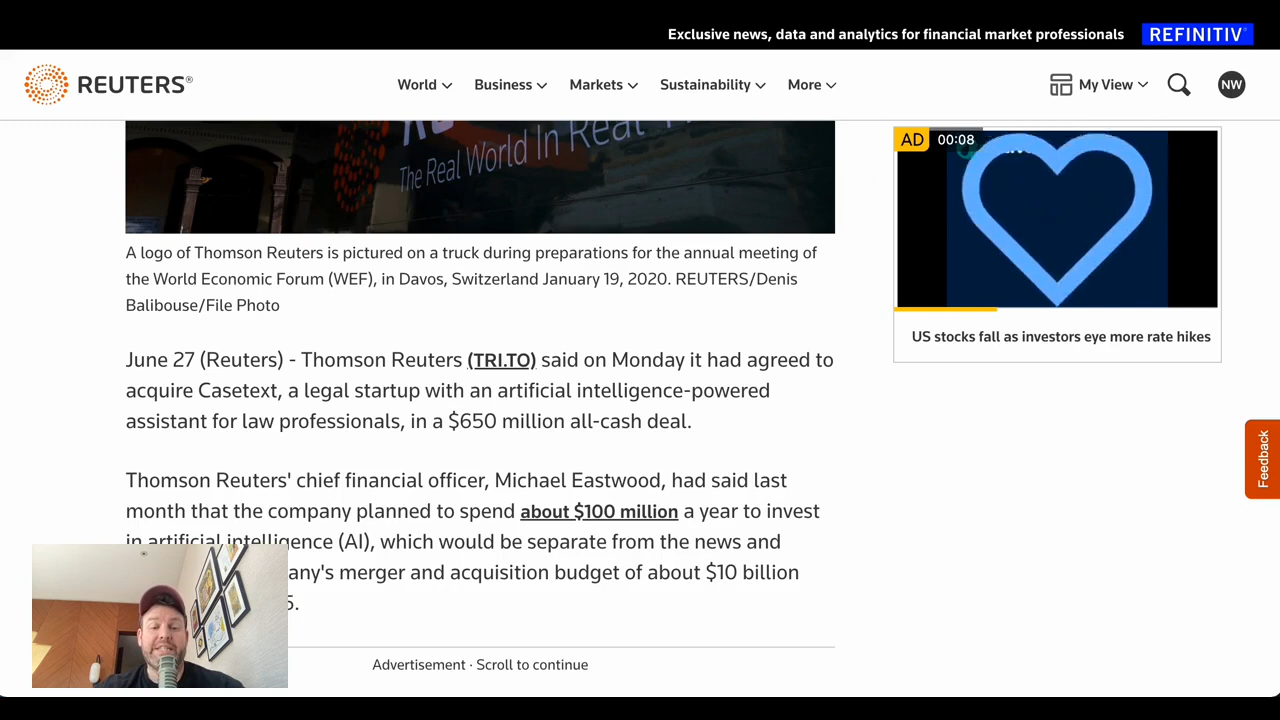 Exclusive news, data and analytics for financial market professionals REFINITIV
REUTERS® World Business Markets Sustainability More My View NW
The Real World In Real
AD 00:08
A logo of Thomson Reuters is pictured on a truck during preparations for the annual meeting of
the World Economic Forum (WEF), in Davos, Switzerland January 19, 2020. REUTERS/Denis
Balibouse/File Photo
US stocks fall as investors eye more rate hikes
June 27 (Reuters) - Thomson Reuters (TRI.TO) said on Monday it had agreed to
acquire Casetext, a legal startup with an artificial intelligence-powered
assistant for law professionals, in a $650 million all-cash deal.
Feedback
Thomson Reuters' chief financial officer, Michael Eastwood, had said last
month that the company planned to spend about $100 million a year to invest
in artificial intelligence (AI), which would be separate from the news and
any's merger and acquisition budget of about $10 billion
5.
Advertisement · Scroll to continue